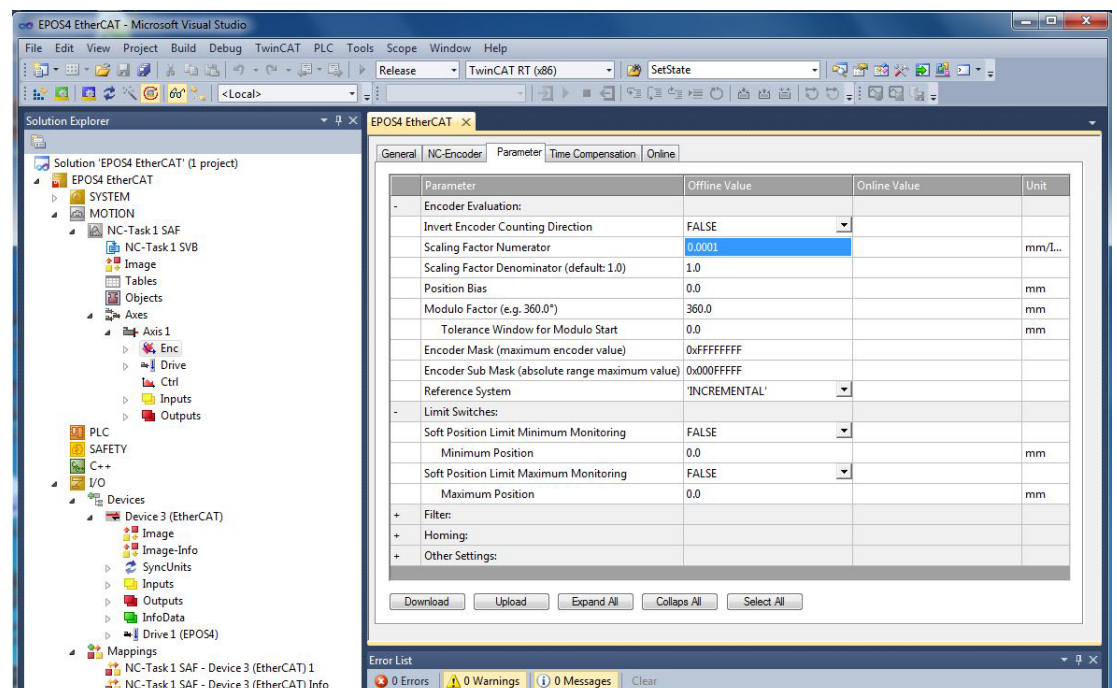 EPOS4 EtherCAT - Microsoft Visual Studio
File Edit View Project Build Debug TwinCAT PLC Tools Scope Window Help
Release TwinCAT RT (x86) SetState
<Local>
Solution Explorer
EPOS4 EtherCAT
Solution 'EPOS4 EtherCAT' (1 project)
EPOS4 EtherCAT
SYSTEM
MOTION
NC-Task 1 SAF
NC-Task 1 SVB
Image
Tables
Objects
Axes
Axis 1
Enc
Drive
Ctrl
Inputs
Outputs
PLC
SAFETY
C++
I/O
Devices
Device 3 (EtherCAT)
Image
Image-Info
SyncUnits
Inputs
Outputs
InfoData
Drive 1 (EPOS4)
Mappings
NC-Task 1 SAF - Device 3 (EtherCAT) 1
NC-Task 1 SAF - Device 3 (EtherCAT) Info
General NC-Encoder Parameter Time Compensation Online
Parameter Offline Value Online Value Unit
- Encoder Evaluation:
Invert Encoder Counting Direction FALSE
Scaling Factor Numerator 0.0001 mm/I...
Scaling Factor Denominator (default: 1.0) 1.0
Position Bias 0.0 mm
Modulo Factor (e.g. 360.0°) 360.0 mm
Tolerance Window for Modulo Start 0.0 mm
Encoder Mask (maximum encoder value) 0xFFFFFFFF
Encoder Sub Mask (absolute range maximum value) 0x000FFFFF
Reference System 'INCREMENTAL'
- Limit Switches:
Soft Position Limit Minimum Monitoring FALSE
Minimum Position 0.0 mm
Soft Position Limit Maximum Monitoring FALSE
Maximum Position 0.0 mm
+ Filter:
+ Homing:
+ Other Settings:
Download Upload Expand All Collaps All Select All
Error List
0 Errors 0 Warnings 0 Messages Clear